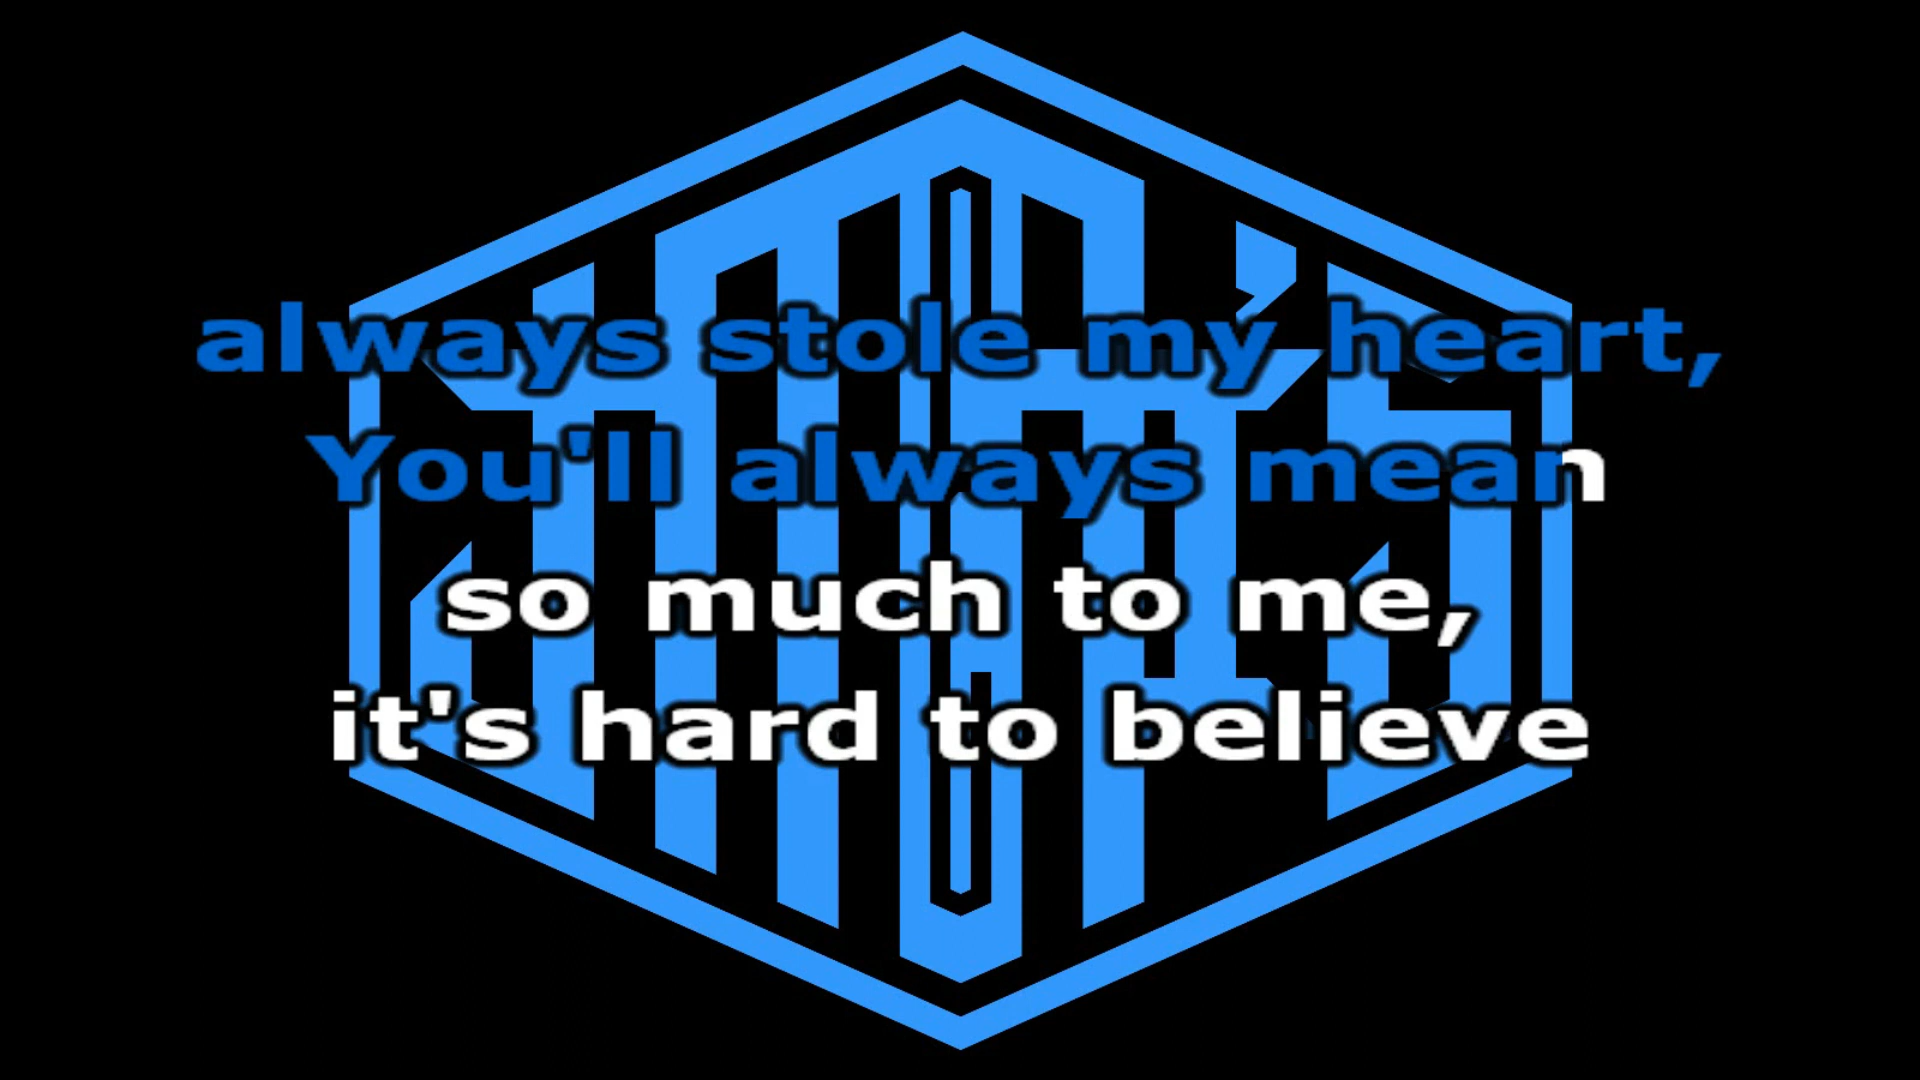 always stole my heart,
You'll always mean
so much to me,
it's hard to believe